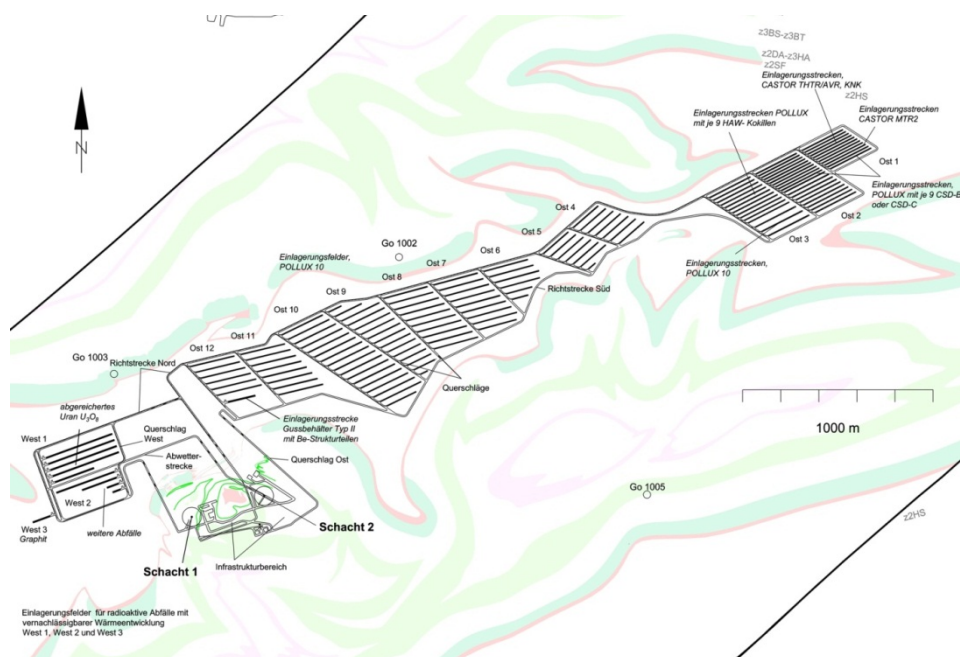 z3BS-z3BT
z2DA-z3HA
z2SF
Einlagerungsstrecken,
CASTOR THTR/AVR, KNK
z2HS
Einlagerungsstrecken POLLUX
mit je 9 HAW- Kokillen
Einlagerungsstrecken
CASTOR MTR2
N
Ost 1
Einlagerungsstrecken,
POLLUX mit je 9 CSD-B
oder CSD-C
Ost 2
Ost 3
Einlagerungsstrecken,
POLLUX 10
Ost 4
Ost 5
Ost 6
Ost 7
Ost 8
Ost 9
Ost 10
Ost 11
Ost 12
Go 1002
Einlagerungsfelder,
POLLUX 10
Richtstrecke Süd
Go 1003
Richtstrecke Nord
Querschläge
abgereichertes
Uran U3O8
Einlagerungsstrecke
Gussbehälter Typ II
mit Be-Strukturteilen
1000 m
West 1
Querschlag
West
Abwetter-
strecke
Querschlag Ost
West 2
Go 1005
West 3
Graphit
weitere Abfälle
Schacht 2
z2HS
Schacht 1
Infrastrukturbereich
Einlagerungsfelder für radioaktive Abfälle mit
vernachlässigbarer Wärmeentwicklung
West 1, West 2 und West 3